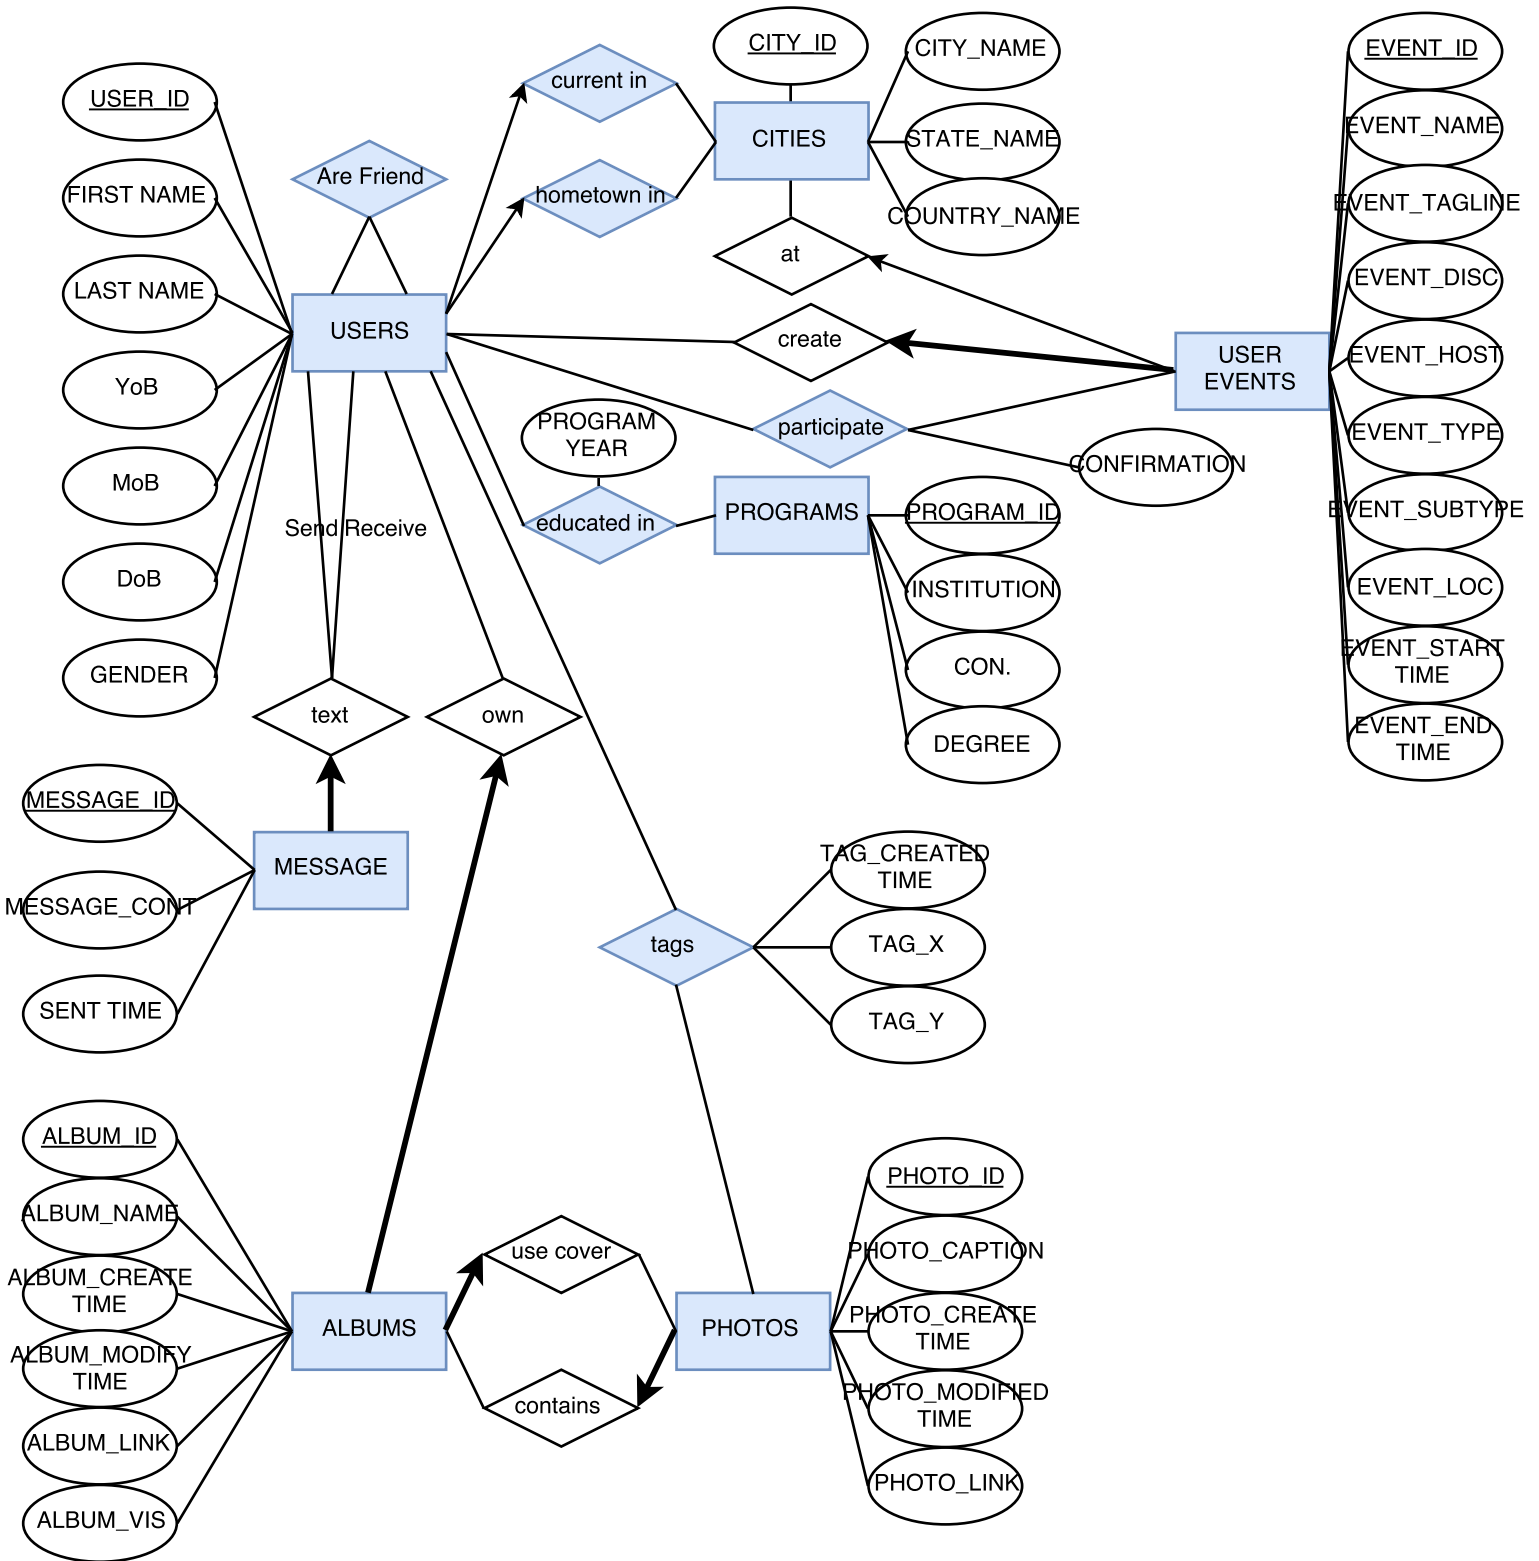 CITY_ID
CITY_NAME
EVENT_ID
current in
USER_ID
EVENT_NAME
CITIES
STATE_NAME
Are Friend
FIRST NAME
hometown in
EVENT_TAGLINE
COUNTRY_NAME
at
EVENT_DISC
LAST NAME
USERS
create
USER
EVENTS
EVENT_HOST
YoB
PROGRAM
YEAR
participate
EVENT_TYPE
CONFIRMATION
MoB
Send Receive
educated in
PROGRAMS
PROGRAM_ID
EVENT_SUBTYPE
DoB
INSTITUTION
EVENT_LOC
GENDER
CON.
EVENT_START
TIME
text
own
DEGREE
EVENT_END
TIME
MESSAGE_ID
MESSAGE
TAG_CREATED
TIME
MESSAGE_CONT
tags
TAG_X
SENT TIME
TAG_Y
ALBUM_ID
PHOTO_ID
ALBUM_NAME
use cover
PHOTO_CAPTION
ALBUM_CREATE
TIME
ALBUMS
PHOTOS
PHOTO_CREATE
TIME
ALBUM_MODIFY
TIME
contains
PHOTO_MODIFIED
TIME
ALBUM_LINK
PHOTO_LINK
ALBUM_VIS